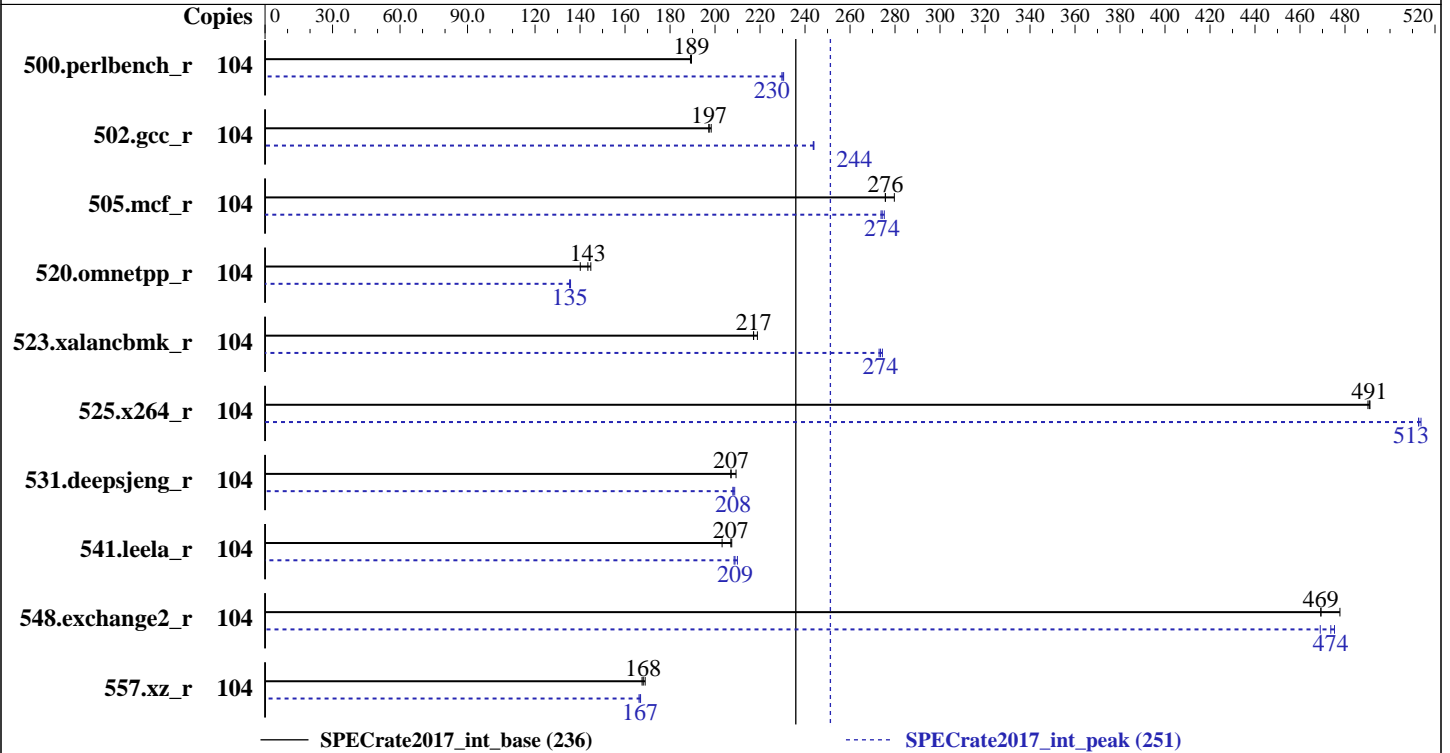 Copies 0 30.0 60.0 90.0 120 140 160 180 200 220 240 260 280 300 320 340 360 380 400 420 440 460 480 520
189
500.perlbench_r 104
230
197
502.gcc_r 104
244
276
505.mcf_r 104
274
143
520.omnetpp_r 104
135
217
523.xalancbmk_r 104
274
491
525.x264_r 104
513
207
531.deepsjeng_r 104
208
207
541.leela_r 104
209
469
548.exchange2_r 104
474
168
557.xz_r 104
167
SPECrate2017_int_base (236) SPECrate2017_int_peak (251)